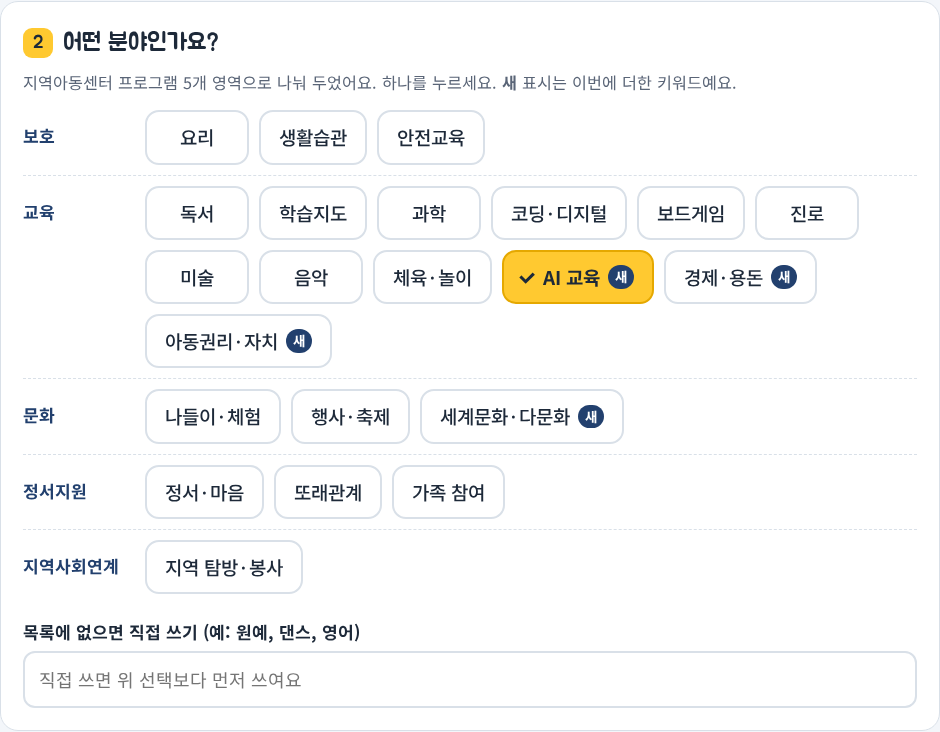 2 어떤 분야인가요?
지역아동센터 프로그램 5개 영역으로 나눠 두었어요. 하나를 누르세요. 새 표시는 이번에 더한 키워드예요.
보호 요리 생활습관 안전교육
교육 독서 학습지도 과학 코딩·디지털 보드게임 진로
미술 음악 체육·놀이 ✓ AI 교육 새 경제·용돈 새
아동권리·자치 새
문화 나들이·체험 행사·축제 세계문화·다문화 새
정서지원 정서·마음 또래관계 가족 참여
지역사회연계 지역 탐방·봉사
목록에 없으면 직접 쓰기 (예: 원예, 댄스, 영어)
직접 쓰면 위 선택보다 먼저 쓰여요